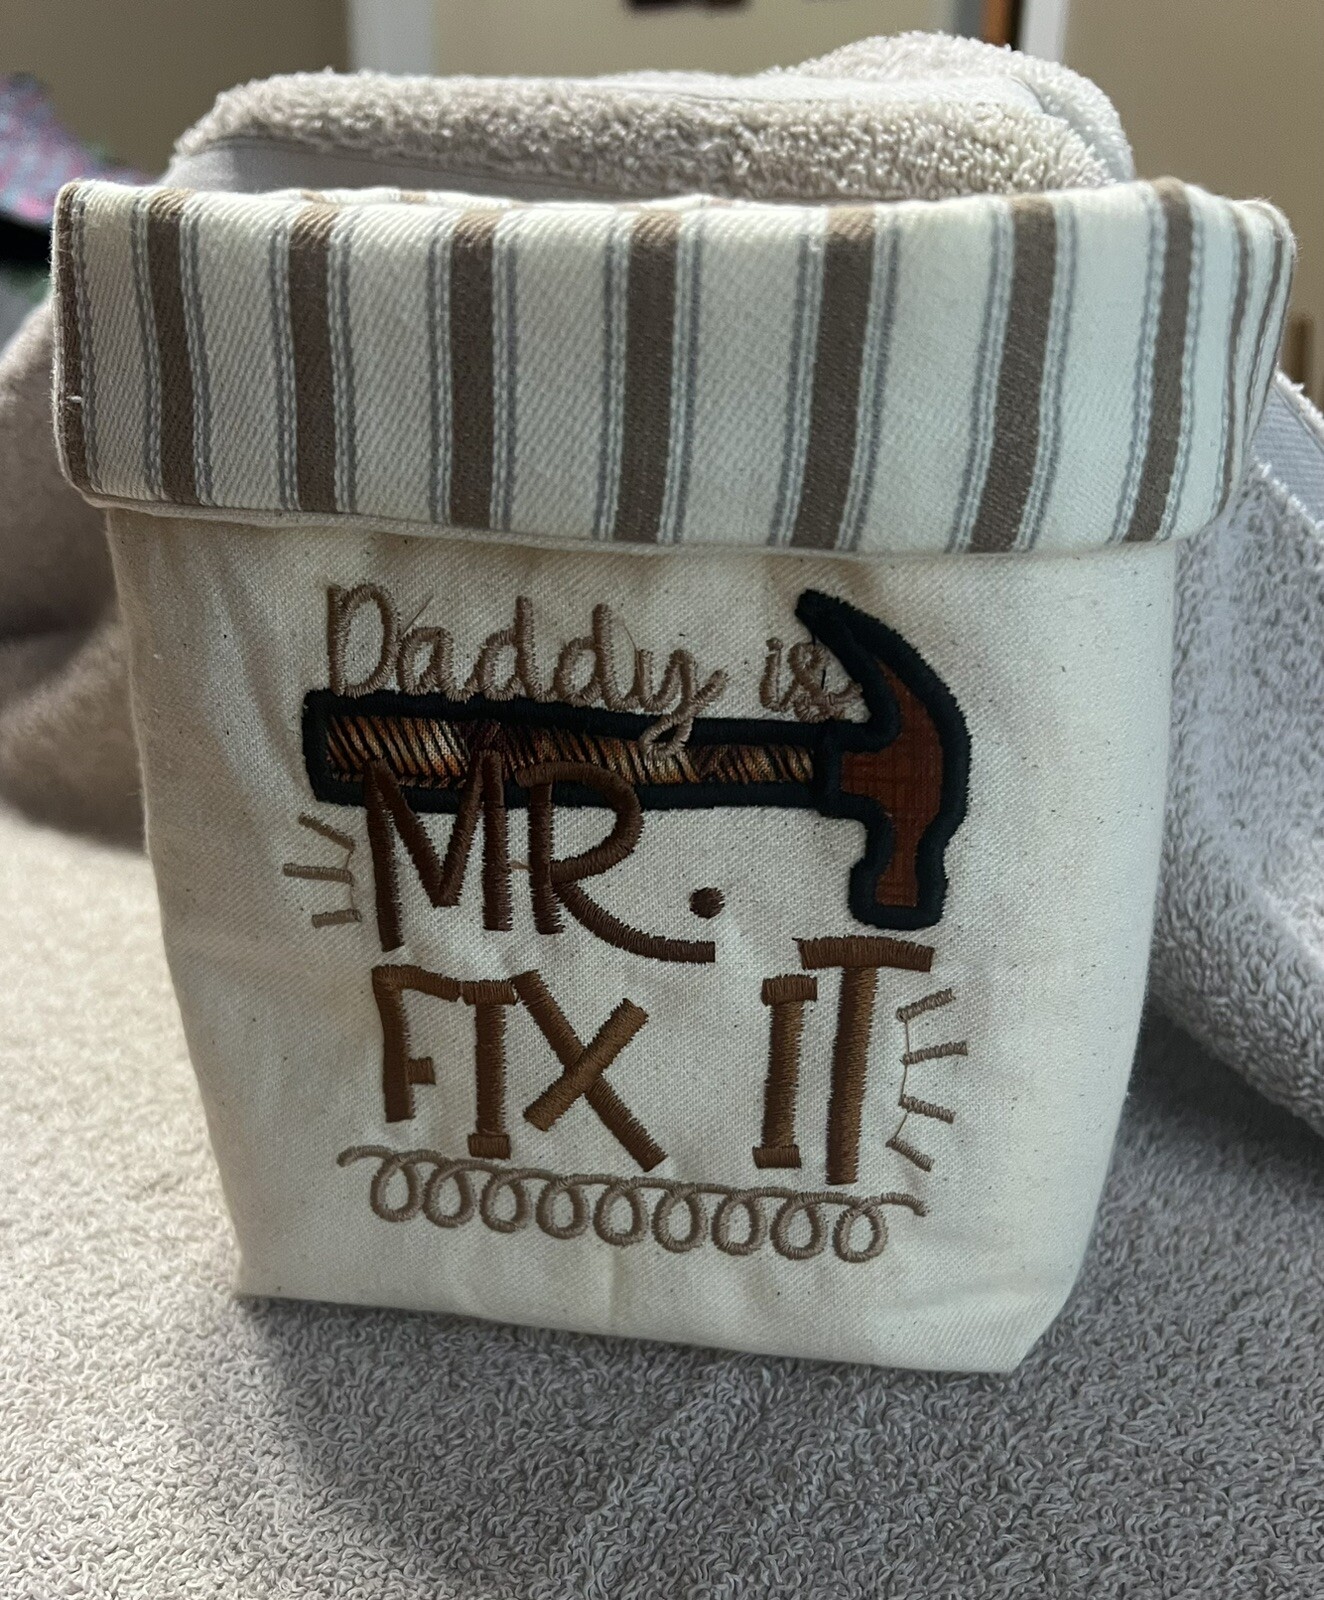 Daddy is
MR.
FIX IT